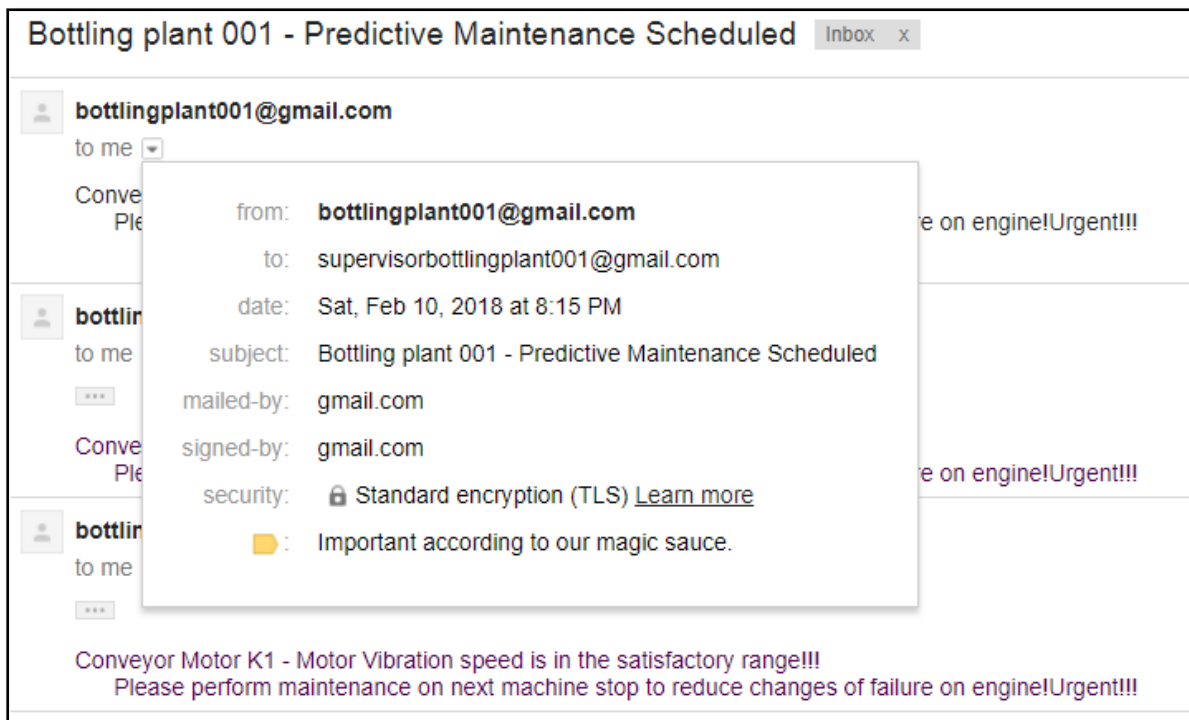 Bottling plant 001 - Predictive Maintenance Scheduled Inbox x
bottlingplant001@gmail.com
to me
Conve
Ple
from: bottlingplant001@gmail.com
to: supervisorbottlingplant001@gmail.com
date: Sat, Feb 10, 2018 at 8:15 PM
subject: Bottling plant 001 - Predictive Maintenance Scheduled
mailed-by: gmail.com
signed-by: gmail.com
security: Standard encryption (TLS) Learn more
: Important according to our magic sauce.
re on engine!Urgent!!!
bottlin
to me
...
Conve
Ple
re on engine!Urgent!!!
bottlin
to me
...
Conveyor Motor K1 - Motor Vibration speed is in the satisfactory range!!!
Please perform maintenance on next machine stop to reduce changes of failure on engine!Urgent!!!